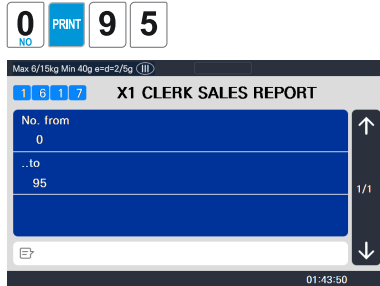 0 PRINT 9 5
NO
Max 6/15kg Min 40g e=d=2/5g III
1 6 1 7 X1 CLERK SALES REPORT
No. from
0
..to
95
1/1
01:43:50